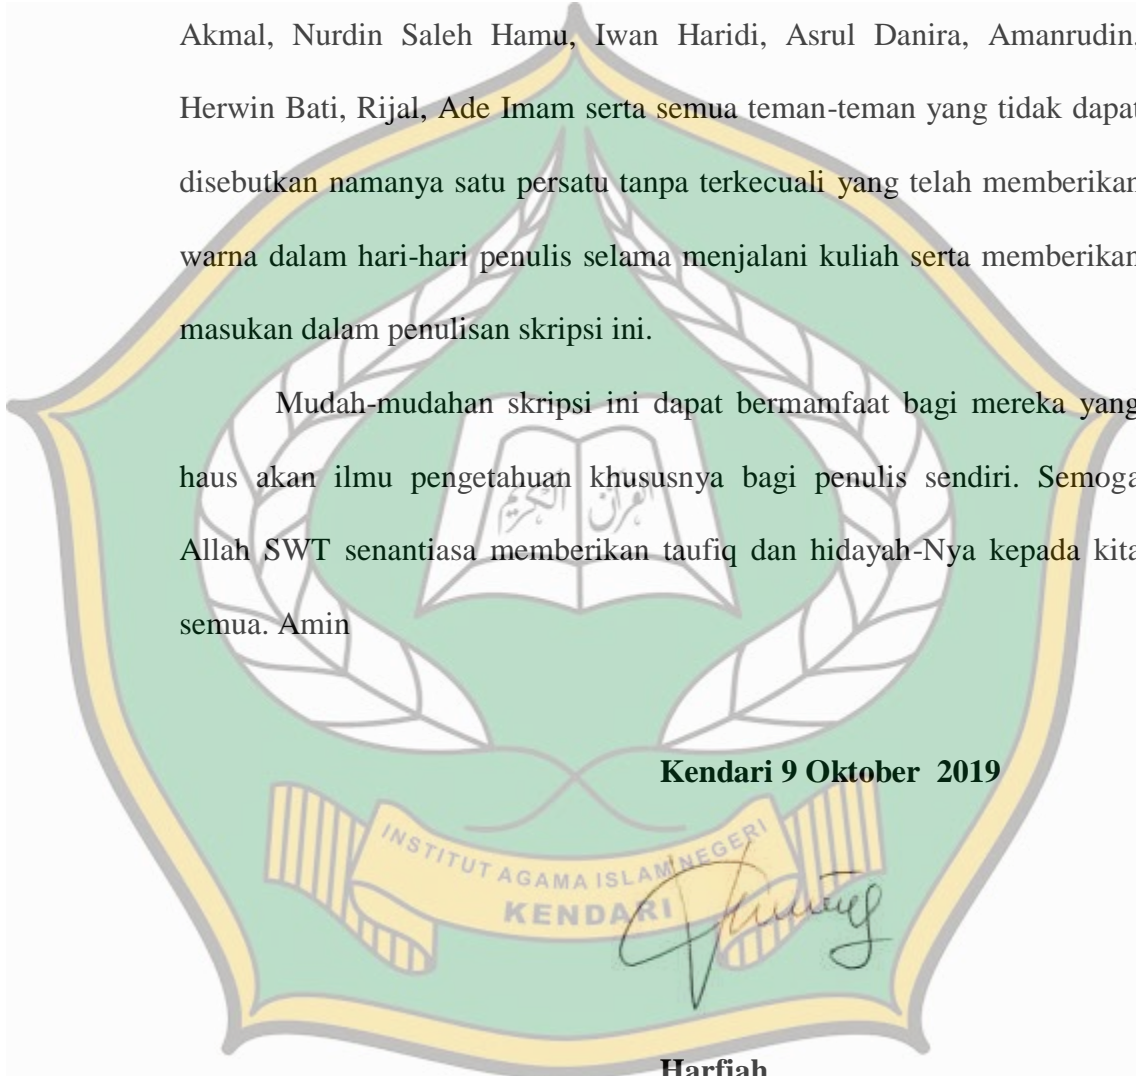 Akmal, Nurdin Saleh Hamu, Iwan Haridi, Asrul Danira, Amanrudin,
Herwin Bati, Rijal, Ade Imam serta semua teman-teman yang tidak dapat
disebutkan namanya satu persatu tanpa terkecuali yang telah memberikan
warna dalam hari-hari penulis selama menjalani kuliah serta memberikan
masukan dalam penulisan skripsi ini.
Mudah-mudahan skripsi ini dapat bermamfaat bagi mereka yang
haus akan ilmu pengetahuan khususnya bagi penulis sendiri. Semoga
القرآن الكريم
Allah SWT senantiasa memberikan taufiq dan hidayah-Nya kepada kita
semua. Amin
Kendari 9 Oktober 2019
INSTITUT AGAMA ISLAM NEGERI
KENDARI
Harfiah